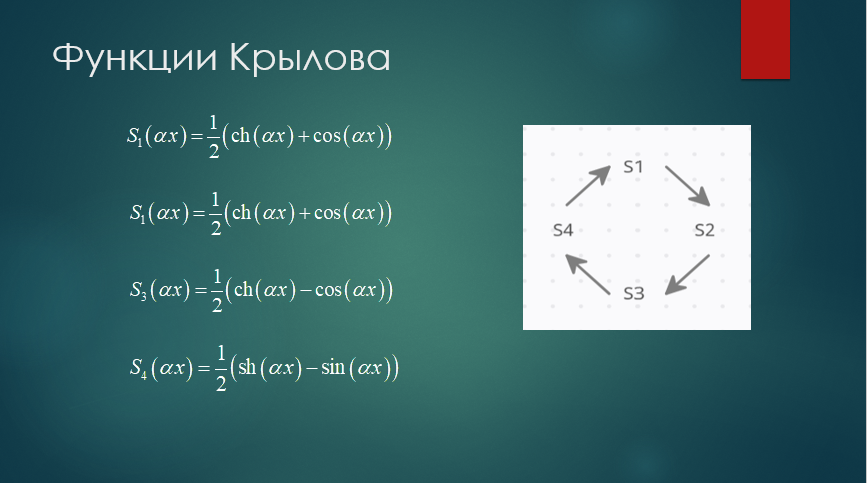 Функции Крылова
S₁(αx) = 1/2 (ch(αx) + cos(αx))
S₁(αx) = 1/2 (ch(αx) + cos(αx))
S₃(αx) = 1/2 (ch(αx) − cos(αx))
S₄(αx) = 1/2 (sh(αx) − sin(αx))
S1
S4 S2
S3